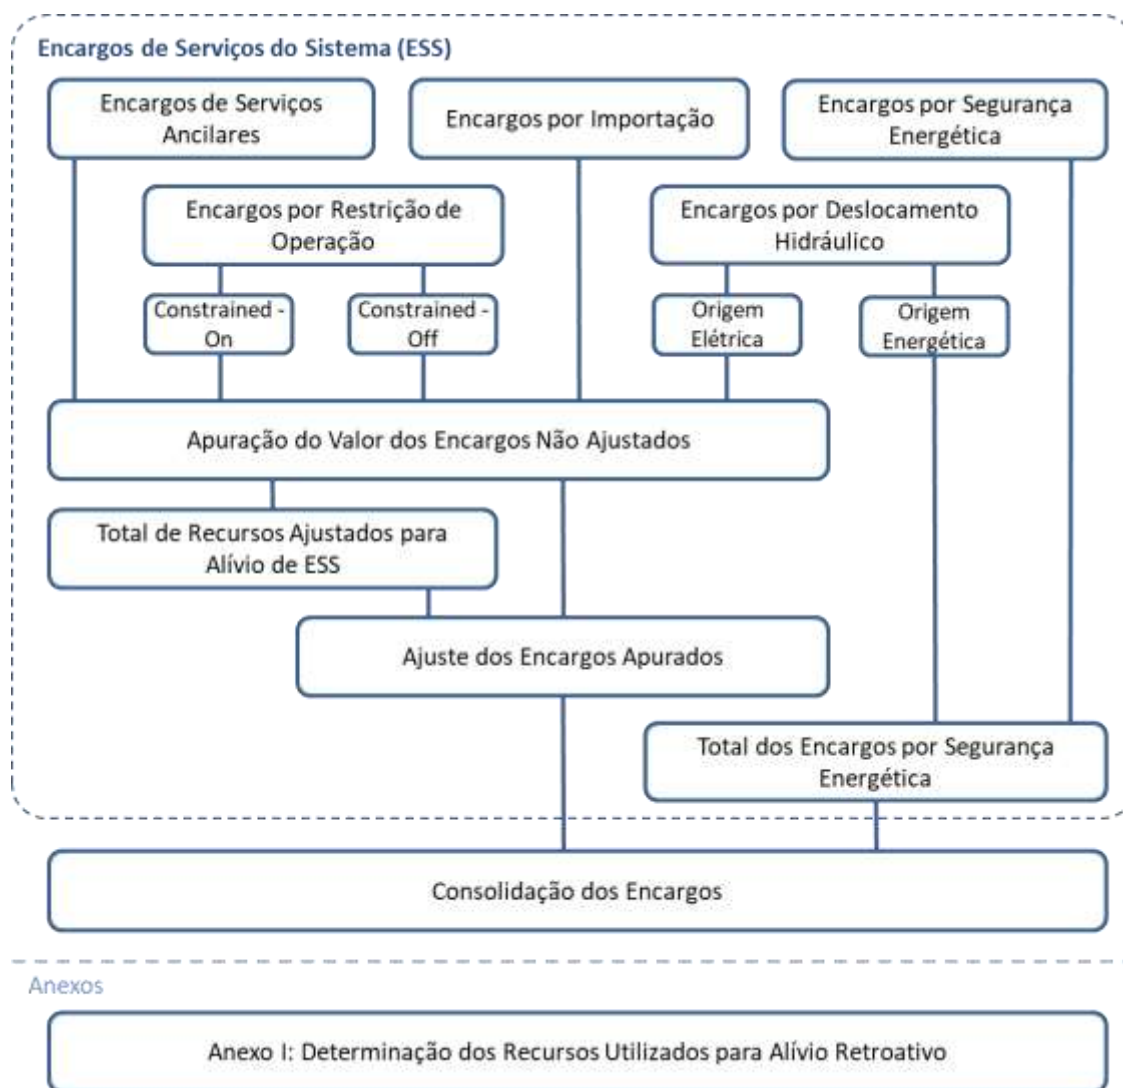 Encargos de Serviços do Sistema (ESS)
Encargos de Serviços
Ancilares
Encargos por Importação
Encargos por Segurança
Energética
Encargos por Restrição de
Operação
Encargos por Deslocamento
Hidráulico
Constrained -
On
Constrained -
Off
Origem
Elétrica
Origem
Energética
Apuração do Valor dos Encargos Não Ajustados
Total de Recursos Ajustados para
Alívio de ESS
Ajuste dos Encargos Apurados
Total dos Encargos por Segurança
Energética
Consolidação dos Encargos
Anexos
Anexo I: Determinação dos Recursos Utilizados para Alívio Retroativo